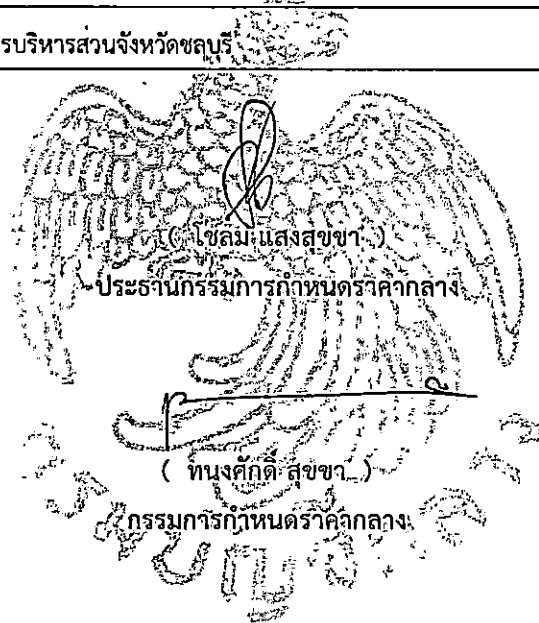 รบริหารส่วนจังหวัดชลบุรี
( โชลม แสงสุขขา )
ประธานกรรมการกำหนดราคากลาง
( ทนงศักดิ์ สุขขา )
กรรมการกำหนดราคากลาง